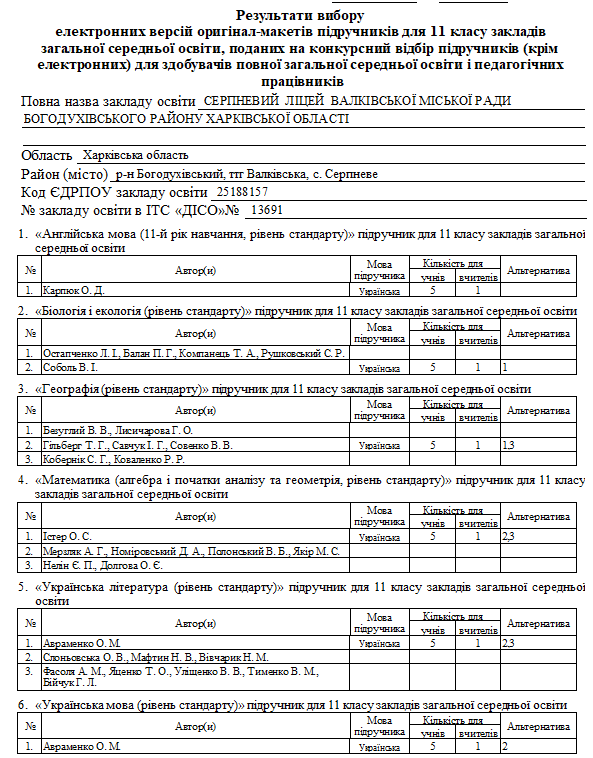 Результати вибору
електронних версій оригінал-макетів підручників для 11 класу закладів
загальної середньої освіти, поданих на конкурсний відбір підручників (крім
електронних) для здобувачів повної загальної середньої освіти і педагогічних
працівників
Повна назва закладу освіти СЕРПНЕВИЙ ЛІЦЕЙ ВАЛКІВСЬКОЇ МІСЬКОЇ РАДИ
БОГОДУХІВСЬКОГО РАЙОНУ ХАРКІВСЬКОЇ ОБЛАСТІ
Область Харківська область
Район (місто) р-н Богодухівський, тгг Валківська, с. Серпневе
Код ЄДРПОУ закладу освіти 25188157
№ закладу освіти в ІТС «ДІСО»№ 13691
1. «Англійська мова (11-й рік навчання, рівень стандарту)» підручник для 11 класу закладів загальної
середньої освіти
№ Автор(и) Мова підручника Кількість для учнів вчителів Альтернатива
1. Карпюк О. Д. Українська 5 1
2. «Біологія і екологія (рівень стандарту)» підручник для 11 класу закладів загальної середньої освіти
№ Автор(и) Мова підручника Кількість для учнів вчителів Альтернатива
1. Остапченко Л. І., Балан П. Г., Компанець Т. А., Рушковський С. Р.
2. Соболь В. І. Українська 5 1 1
3. «Географія (рівень стандарту)» підручник для 11 класу закладів загальної середньої освіти
№ Автор(и) Мова підручника Кількість для учнів вчителів Альтернатива
1. Безуглий В. В., Лисичарова Г. О.
2. Гільберг Т. Г., Савчук І. Г., Совенко В. В. Українська 5 1 1,3
3. Кобернік С. Г., Коваленко Р. Р.
4. «Математика (алгебра і початки аналізу та геометрія, рівень стандарту)» підручник для 11 класу
закладів загальної середньої освіти
№ Автор(и) Мова підручника Кількість для учнів вчителів Альтернатива
1. Істер О. С. Українська 5 1 2,3
2. Мерзляк А. Г., Номіровський Д. А., Полонський В. Б., Якір М. С.
3. Нелін Є. П., Долгова О. Є.
5. «Українська література (рівень стандарту)» підручник для 11 класу закладів загальної середньої
освіти
№ Автор(и) Мова підручника Кількість для учнів вчителів Альтернатива
1. Авраменко О. М. Українська 5 1 2,3
2. Слоньовська О. В., Мафтин Н. В., Вівчарик Н. М.
3. Фасоля А. М., Яценко Т. О., Уліщенко В. В., Тименко В. М.,
Бійчук Г. Л.
6. «Українська мова (рівень стандарту)» підручник для 11 класу закладів загальної середньої освіти
№ Автор(и) Мова підручника Кількість для учнів вчителів Альтернатива
1. Авраменко О. М. Українська 5 1 2